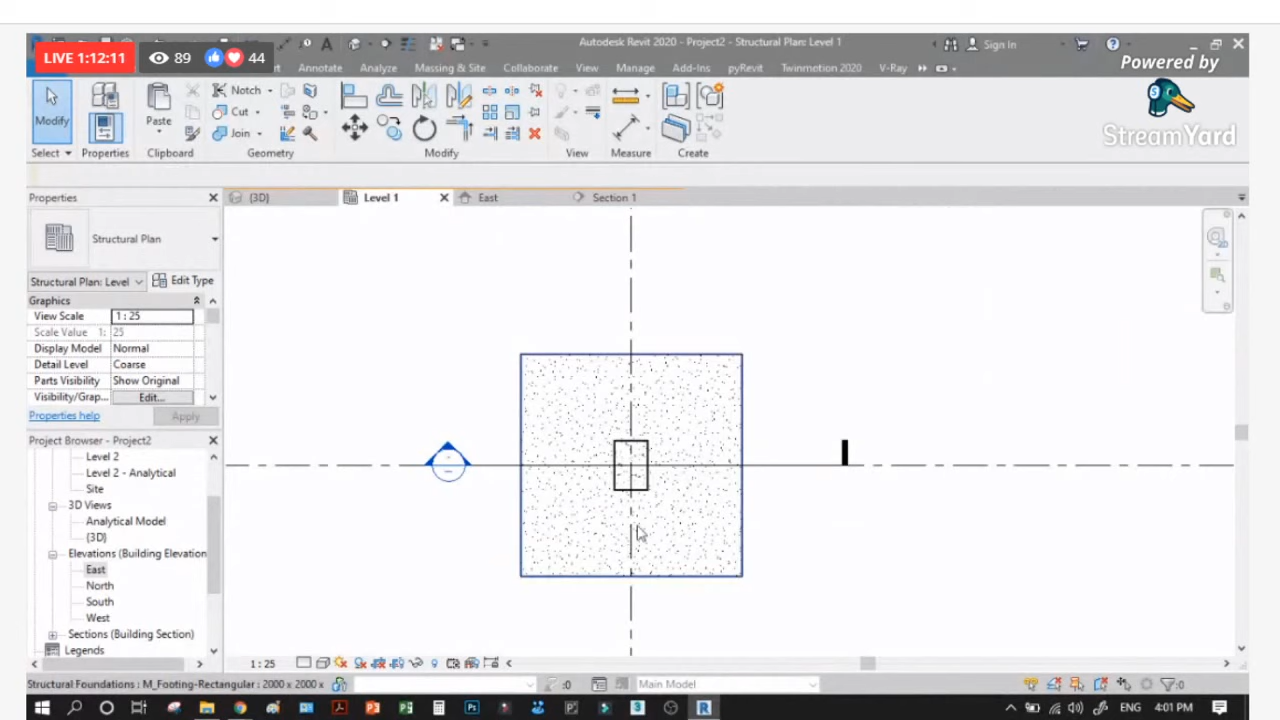 LIVE 1:12:11 89 44
Autodesk Revit 2020 - Project2 - Structural Plan: Level 1
Sign In
Powered by
StreamYard
Annotate Analyze Massing & Site Collaborate View Manage Add-Ins pyRevit Twinmotion 2020 V-Ray
Modify Paste Notch Cut Join
Select Properties Clipboard Geometry Modify View Measure Create
Properties {3D} Level 1 East Section 1
Structural Plan
Structural Plan: Level Edit Type
Graphics
View Scale 1 : 25
Scale Value 1: 25
Display Model Normal
Detail Level Coarse
Parts Visibility Show Original
Visibility/Grap... Edit...
Properties help Apply
Project Browser - Project2
Level 2
Level 2 - Analytical
Site
3D Views
Analytical Model
{3D}
Elevations (Building Elevation
East
North
South
West
Sections (Building Section)
Legends
1 : 25
Structural Foundations : M_Footing-Rectangular : 2000 x 2000 x :0 Main Model :0
ENG 4:01 PM